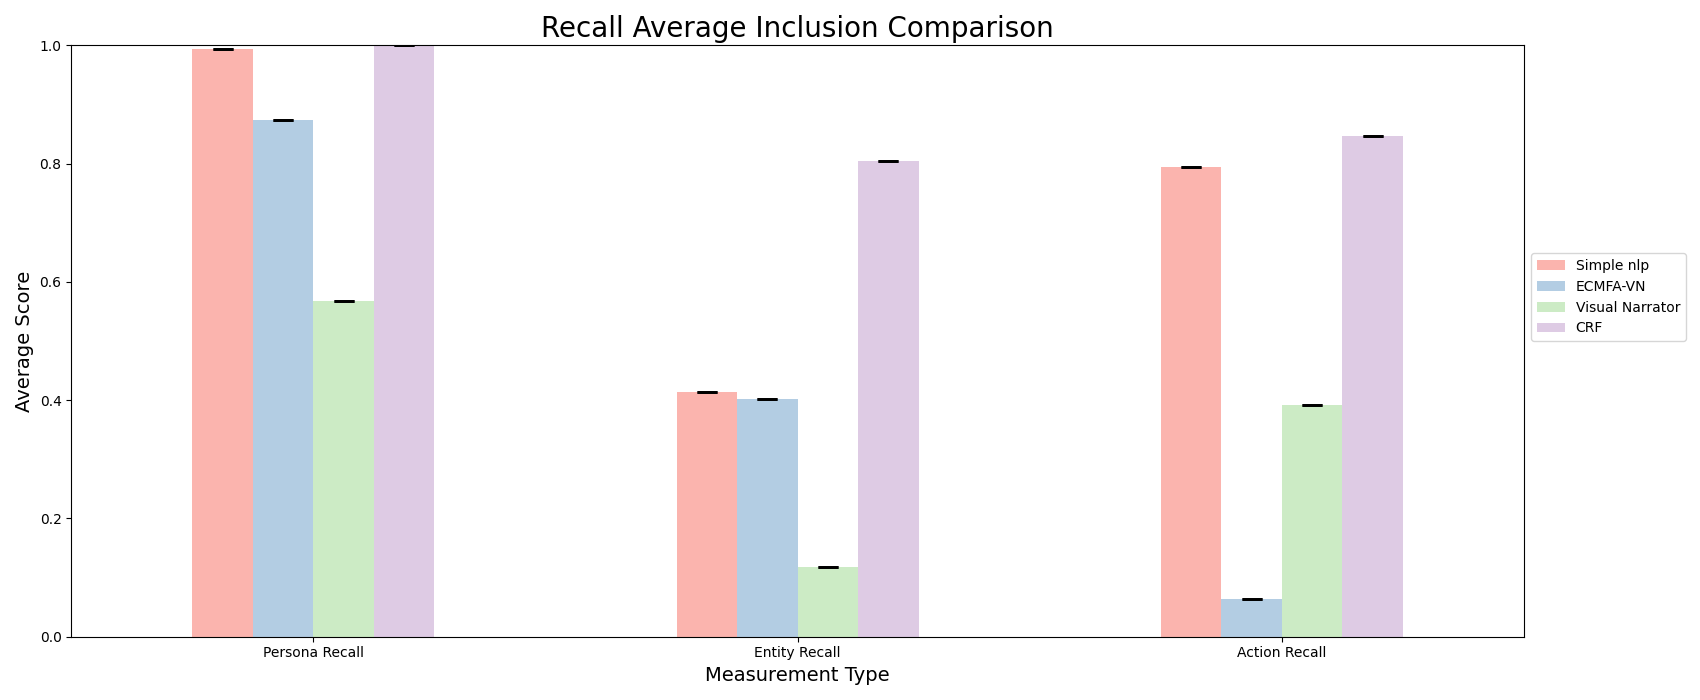 Recall Average Inclusion Comparison
1.0
0.8
0.6
0.4
0.2
0.0
Average Score
Persona Recall
Entity Recall
Action Recall
Measurement Type
Simple nlp
ECMFA-VN
Visual Narrator
CRF